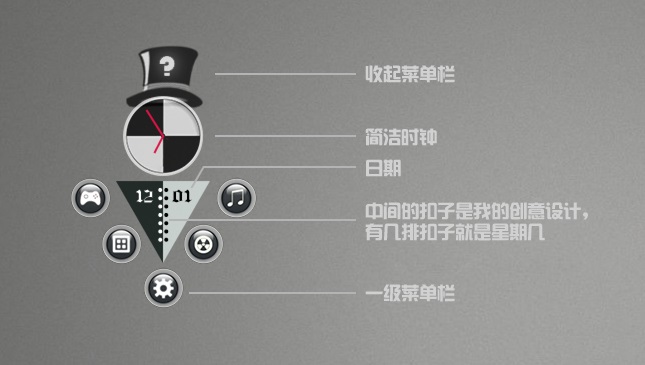 ?
收起菜单栏
简洁时钟
日期
12 01
中间的扣子是我的创意设计，
有几排扣子就是星期几
一级菜单栏